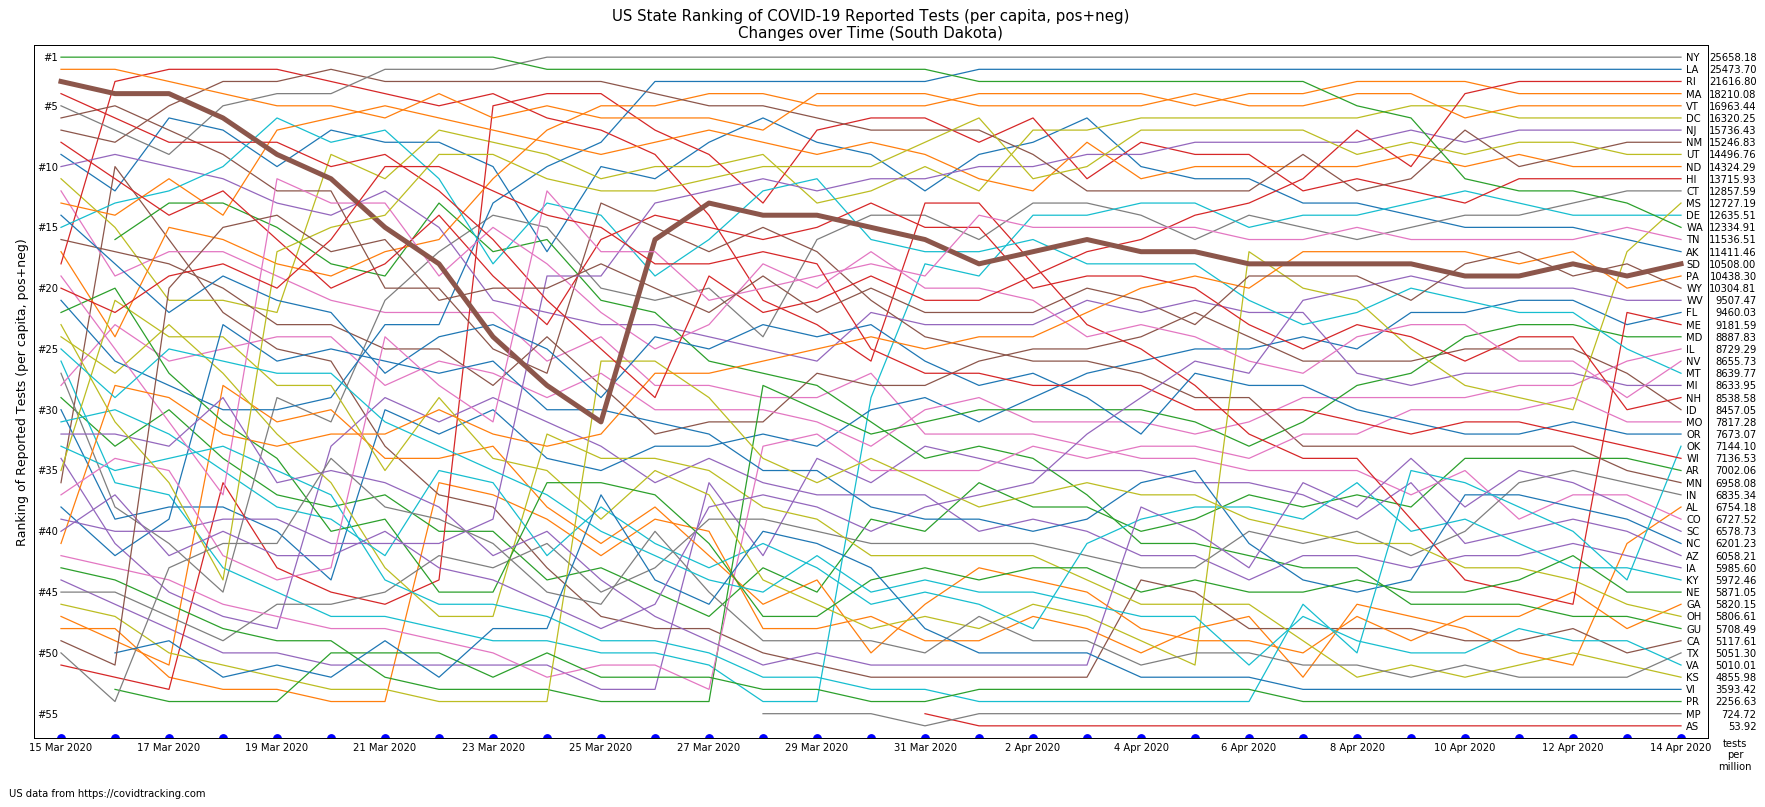 US State Ranking of COVID-19 Reported Tests (per capita, pos+neg)
Changes over Time (South Dakota)
Ranking of Reported Tests (per capita, pos+neg)
#1
#5
#10
#15
#20
#25
#30
#35
#40
#45
#50
#55
NY 25658.18
LA 25473.70
RI 21616.80
MA 18210.08
VT 16963.44
DC 16320.25
NJ 15736.43
NM 15246.83
UT 14496.76
ND 14324.29
HI 13715.93
CT 12857.59
MS 12727.19
DE 12635.51
WA 12334.91
TN 11536.51
AK 11411.46
SD 10508.00
PA 10438.30
WY 10304.81
WV 9507.47
FL 9460.03
ME 9181.59
MD 8887.83
IL 8729.29
NV 8655.73
MT 8639.77
MI 8633.95
NH 8538.58
ID 8457.05
MO 7817.28
OR 7673.07
OK 7144.10
WI 7136.53
AR 7002.06
MN 6958.08
IN 6835.34
AL 6754.18
CO 6727.52
SC 6578.73
NC 6201.23
AZ 6058.21
IA 5985.60
KY 5972.46
NE 5871.05
GA 5820.15
OH 5806.61
GU 5708.49
CA 5117.61
TX 5051.30
VA 5010.01
KS 4855.98
VI 3593.42
PR 2256.63
MP 724.72
AS 53.92
15 Mar 2020 17 Mar 2020 19 Mar 2020 21 Mar 2020 23 Mar 2020 25 Mar 2020 27 Mar 2020 29 Mar 2020 31 Mar 2020 2 Apr 2020 4 Apr 2020 6 Apr 2020 8 Apr 2020 10 Apr 2020 12 Apr 2020 14 Apr 2020
tests
per
million
US data from https://covidtracking.com